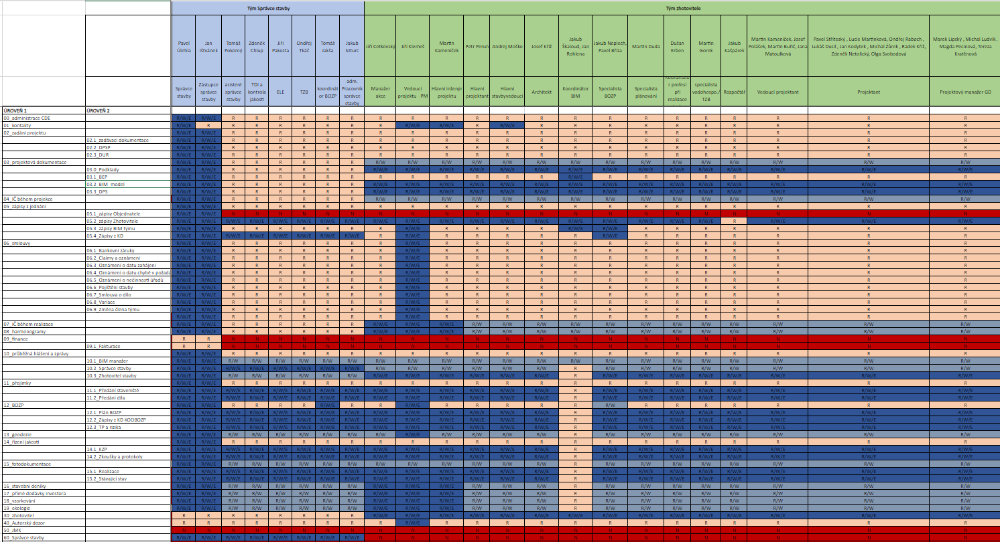 Tým Správce stavby Tým zhotovitele
Pavel Úlehla Jan Ištvánek Tomáš Pokorný Zdeněk Chlup Jiří Pakosta Ondřej Tkáč Tomáš Jakša Jakub Szturc Jiří Cetkovský Jiří Klemeš Martin Kameníček Petr Perun Andrej Moško Josef Kříž Jakub Škaloud, Jan Rohlena Jakub Neplech, Pavel Bříza Martin Duda Dušan Erben Martin Gorek Jakub Kašpárek Martin Kameníček, Josef Polášek, Martin Buřič, Jana Matoulková Pavel Střiteský , Lucie Martinková, Ondřej Raboch , Lukáš Dusil , Jan Kodytek , Michal Žůrek , Radek Kříž, Zdeněk Netolický, Olga Svobodová Marek Lipský , Michal Ludvík , Magda Pecinová, Tereza Kratěnová
Správce stavby Zástupce správce stavby asistent správce stavby TDI a kontrola jakosti ELE TZB koordinátor BOZP adm. Pracovník správce stavby Manažer akce Vedoucí projektu PM Hlavní inženýr projektu Hlavní projektant Hlavní stavbyvedoucí Architekt Koordinátor BIM Specialista BOZP Specialista plánování profesí při realizace specialista vodohospo./ TZB Rozpočtář Vedoucí projektant Projektant Projektový manažer GD
ÚROVEŇ 1 ÚROVEŇ 2
00_administrace CDE R/W/E R/W/E R R R R R R R R R R R R R R R R R R R R R
01_kontakty R/W/E R R R R R R R R R/W/E R/W/E R R/W/E R R R R R R R R R R
02_zadání projektu R/W/E R/W/E R R R R R R R R R R R R R R R R R R R R R
02.1_zadávací dokumentace R/W/E R/W/E R R R R R R R R R R R R R R R R R R R R R
02.2_DPSP R/W/E R/W/E R R R R R R R R R R R R R R R R R R R R R
02.3_DUR R/W/E R/W/E R R R R R R R R R R R R R R R R R R R R R
03_projektová dokumentace R/W/E R/W/E R R R R R R R/W R/W R/W R/W R/W R/W R/W R/W R/W R/W R/W R/W R/W R/W R/W
03.0_Podklady R/W/E R/W/E R R R R R R R/W/E R/W/E R/W/E R/W/E R/W/E R/W/E R/W/E R/W/E R/W/E R/W/E R/W/E R/W/E R/W/E R/W/E R/W/E
03.1_BEP R/W/E R/W/E R R R R R R R R R R R R R/W/E R R R R R R R R
03.2_BIM_model R/W/E R/W/E R R R R R R R/W/E R/W/E R/W/E R/W/E R/W/E R/W/E R/W/E R/W/E R/W/E R/W/E R/W/E R/W/E R/W/E R/W/E R/W/E
03.3_DPS R/W/E R/W/E R R R R R R R/W/E R/W/E R/W/E R/W/E R/W/E R/W/E R/W/E R/W/E R/W/E R/W/E R/W/E R/W/E R/W/E R/W/E R/W/E
04_IČ během projekce R/W/E R/W/E R R R R R R R/W R/W R/W R/W R/W R/W R/W R/W R/W R/W R/W R/W R/W R/W R/W
05_zápisy z jednání R/W/E R/W/E R R R R R R R R R R R R R R R R R R R R R
05.1_zápisy Objednatele R/W/E R/W/E N N N N N N N N N N N N N N N N N N N N N
05.2_zápisy Zhotovitele R/W/E R/W/E R/W/E R/W/E R/W/E R/W/E R/W/E R/W/E R/W/E R/W/E R/W/E R/W/E R/W/E R/W/E R/W/E R/W/E R/W/E R/W/E R/W/E R R/W/E R/W/E R/W/E
05.3_zápisy BIM týmu R/W/E R/W/E R R R R R R R R/W/E R R R R R/W/E R/W/E R R R R R R R
05.4_Zápisy z KD R/W/E R/W/E R/W/E R/W/E R/W/E R/W/E R/W/E R/W/E R R/W/E R R R R R R/W/E R R R R R R R
06_smlouvy R/W/E R/W/E R R R R R R R R/W/E R R R R R R R R R R R R R
06.1_Bankovní záruky R/W/E R/W/E R R R R R R R R/W/E R R R R R R R R R R R R R
06.2_Claimy a oznámení R/W/E R/W/E R R R R R R R R/W/E R R R R R R R R R R R R R
06.3_Oznámení o datu zahájení R/W/E R/W/E R R R R R R R R/W/E R R R R R R R R R R R R R
06.4_Oznámení o datu chybě v požada R/W/E R/W/E R R R R R R R R/W/E R R R R R R R R R R R R R
06.5_Oznámení o nečinnosti úřadů R/W/E R/W/E R R R R R R R R/W/E R R R R R R R R R R R R R
06.6_Pojištění stavby R/W/E R/W/E R R R R R R R R/W/E R R R R R R R R R R R R R
06.7_Smlouva o dílo R/W/E R/W/E R R R R R R R R/W/E R R R R R R R R R R R R R
06.8_Variace R/W/E R/W/E R R R R R R R R/W/E R R R R R R R R R R R R R
06.9_Změna člena týmu R/W/E R/W/E R R R R R R R R/W/E R R R R R R R R R R R R R
R/W/E R/W/E R R R R R R R R/W/E R R R R R R R R R R R R R
07_IČ během realizace R/W/E R/W/E R R R R R R R/W/E R/W/E R/W/E R/W R/W R/W R/W R/W R/W R/W R/W R/W R/W R/W R/W
08_harmonogramy R/W/E R/W/E R R R R R R R/W/E R/W/E R/W/E R/W R/W R/W R/W R/W R/W R/W R/W R/W R/W R/W R/W
09_finance R R N N N N N N N N N N N N N N N N N N N N N
09.1_Fakturace R R N N N N N N N N N N N N N N N N N N N N N
10_průběžná hlášení a zprávy R/W/E R/W/E R R R R R R R R R R R R R R R R R R R R R
10.1_BIM manažer R/W/E R/W/E R/W R/W R/W R/W R/W R/W R/W R/W R/W R/W R/W R/W R/W R/W R/W R/W R/W R/W R/W R/W R/W
10.2_Správce stavby R/W/E R/W/E R/W/E R/W/E R/W/E R/W/E R/W/E R/W/E R/W R/W R/W R/W R/W R/W R R/W R/W R/W R/W R/W R/W R/W R/W
10.3_Zhotovitel stavby R/W/E R/W/E R/W R/W R/W R/W R/W R/W R/W/E R/W/E R/W/E R/W/E R/W/E R/W/E R R/W/E R/W/E R/W/E R/W/E R/W/E R/W/E R/W/E R/W/E
11_přejímky R/W/E R/W/E R R R R R R R R R R R R R R R R R R R R R
11.1_Předání staveniště R/W/E R/W/E R/W/E R/W/E R/W/E R/W/E R/W/E R/W/E R/W/E R/W/E R/W/E R/W/E R/W/E R/W/E R R/W/E R/W/E R/W/E R/W/E R/W/E R/W/E R/W/E R/W/E
11.2_Předání díla R/W/E R/W/E R/W/E R/W/E R/W/E R/W/E R/W/E R/W/E R/W/E R/W/E R/W/E R/W/E R/W/E R/W/E R R/W/E R/W/E R/W/E R/W/E R/W/E R/W/E R/W/E R/W/E
12_BOZP R/W/E R/W/E R R R R R/W/E R R R/W/E R R R R R R/W R R R R R R R
12.1_Plán BOZP R/W/E R/W/E R/W/E R/W/E R/W/E R/W/E R/W/E R/W/E R/W/E R/W/E R/W/E R/W/E R/W/E R/W/E R R/W/E R/W/E R/W/E R/W/E R/W/E R/W/E R/W/E R/W/E
12.2_Zápisy z KD KOOBOZP R/W/E R/W/E R/W/E R/W/E R/W/E R/W/E R/W/E R/W/E R/W/E R/W/E R/W/E R/W/E R/W/E R/W/E R R/W/E R/W/E R/W/E R/W/E R/W/E R/W/E R/W/E R/W/E
12.3_TP a rizika R/W/E R/W/E R/W/E R/W/E R/W/E R/W/E R/W/E R/W/E R/W/E R/W/E R/W/E R/W/E R/W/E R/W/E R R/W/E R/W/E R/W/E R/W/E R/W/E R/W/E R/W/E R/W/E
13_geodezie R/W/E R/W/E R/W R/W R/W R/W R/W R/W R/W R/W/E R/W R/W R/W R/W R R/W R/W R/W R/W R/W R/W R/W R/W
14_řízení jakosti R/W/E R/W/E R R R R R R R R R R R R R R R R R R R R R
14.1_KZP R/W/E R/W/E R/W/E R/W/E R/W/E R/W/E R/W/E R/W/E R/W/E R/W/E R/W/E R/W/E R/W/E R/W/E R R/W/E R/W/E R/W/E R/W/E R/W/E R/W/E R/W/E R/W/E
14.2_Zkoušky a protokoly R/W/E R/W/E R/W/E R/W/E R/W/E R/W/E R/W/E R/W/E R/W/E R/W/E R/W/E R/W/E R/W/E R/W/E R R/W/E R/W/E R/W/E R/W/E R/W/E R/W/E R/W/E R/W/E
15_fotodokumentace R/W/E R/W/E R/W R/W R/W R/W R/W R/W R/W R/W R/W R/W R/W R/W R R/W R/W R/W R/W R/W R/W R/W R/W
15.1_Realizace R/W/E R/W/E R/W/E R/W/E R/W/E R/W/E R/W/E R/W/E R/W/E R/W/E R/W/E R/W/E R/W/E R/W/E R R/W/E R/W/E R/W/E R/W/E R/W/E R/W/E R/W/E R/W/E
15.2_Stávající stav R/W/E R/W/E R/W/E R/W/E R/W/E R/W/E R/W/E R/W/E R/W/E R/W/E R/W/E R/W/E R/W/E R/W/E R R/W/E R/W/E R/W/E R/W/E R/W/E R/W/E R/W/E R/W/E
16_stavební deníky R/W/E R/W/E R/W R/W R/W R/W R/W R/W R/W/E R/W/E R/W/E R/W R/W R/W R R/W R/W R/W R/W R/W R/W R/W R/W
17_přímé dodávky investora R/W/E R/W/E R/W R/W R/W R/W R/W R/W R/W/E R/W/E R/W/E R/W R/W R/W R R/W R/W R/W R/W R/W R/W R/W R/W
18_vzorkování R/W/E R/W/E R/W R/W R/W R/W R/W R/W R/W/E R/W/E R/W/E R/W R/W R/W R R/W R/W R/W R/W R/W R/W R/W R/W
19_ekologie R/W/E R/W/E R/W R/W R/W R/W R/W R/W R/W/E R/W/E R/W/E R/W R/W R/W R R/W R/W R/W R/W R/W R/W R/W R/W
30_zhotovitel R R R R R R R R R/W/E R/W/E R/W/E R/W/E R/W/E R/W/E R/W/E R/W/E R/W/E R/W/E R/W/E R/W/E R/W/E R/W/E R/W/E
40_Autorský dozor R R R R R R R R R R/W/E R R R R R R R R R R R R R
50_JMK N N N N N N N N N N N N N N N N N N N N N N N
60_Správce stavby R/W/E R/W/E R/W/E R/W/E R/W/E R/W/E R/W/E R/W/E N N N N N N N N N N N N N N N